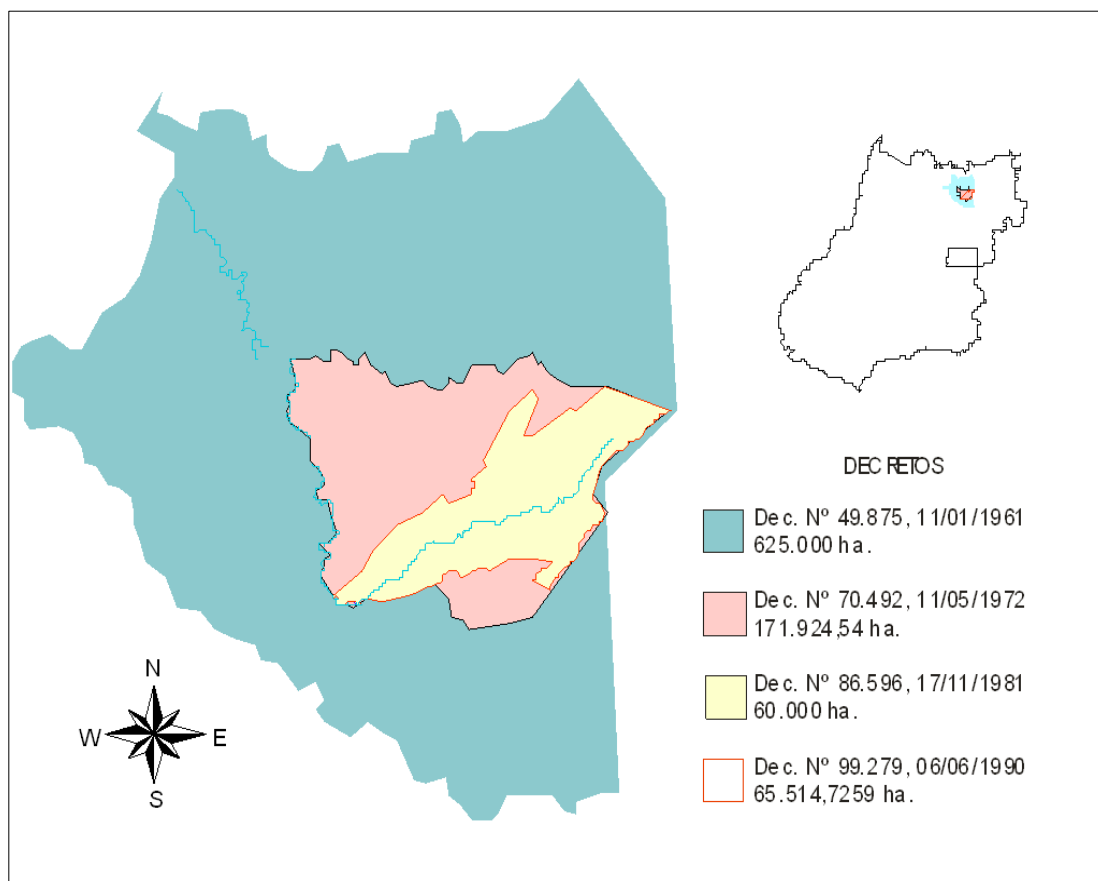 DECRETOS
Dec. Nº 49.875, 11/01/1961
625.000 ha.
Dec. Nº 70.492, 11/05/1972
171.924,54 ha.
Dec. Nº 86.596, 17/11/1981
60.000 ha.
Dec. Nº 99.279, 06/06/1990
65.514,7259 ha.
N
W
E
S